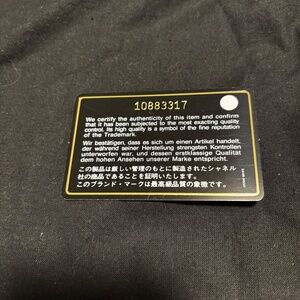 10883317
We certify the authenticity of this item and confirm
that it has been subjected to the most exacting quality
control. Its high quality is a symbol of the fine reputation
of the Trademark.
Wir bestätigen, dass es sich um einen Artikel handelt,
der während seiner Herstellung strengsten Kontrollen
unterworfen war, und dessen erstklassige Qualität
dem hohen Ansehen unserer Marke entspricht.
この製品は厳しい管理のもとに製造されたシャネル
社の商品であることを証明いたします。
このブランド・マークは最高級品質の象徴です。